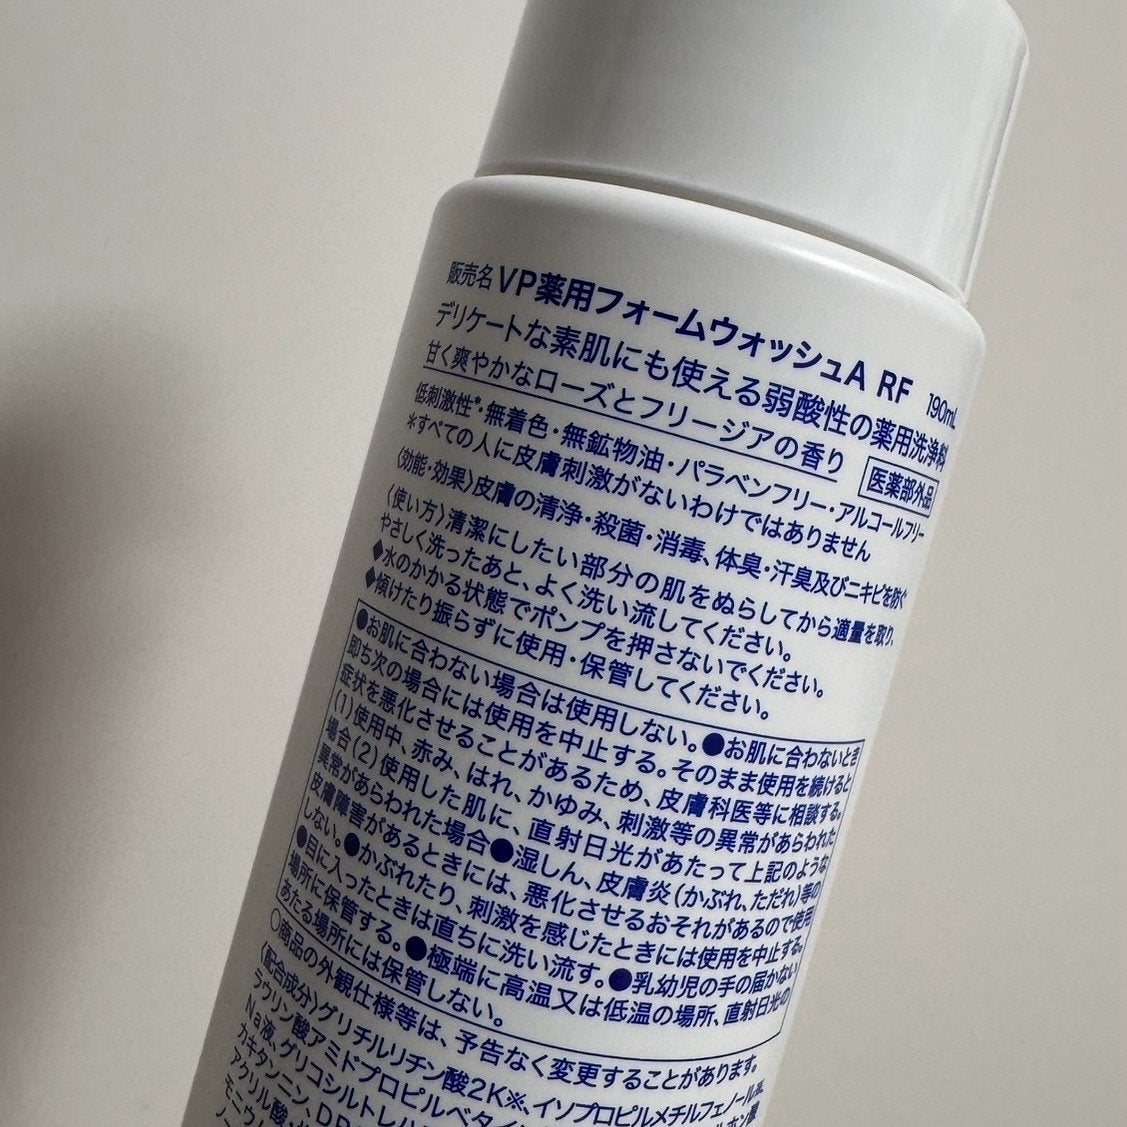 販売名 VP薬用フォームウォッシュA RF 190mL
デリケートな素肌にも使える弱酸性の薬用洗浄料
甘く爽やかなローズとフリージアの香り 医薬部外品
低刺激性*・無着色・無鉱物油・パラベンフリー・アルコールフリー
*すべての人に皮膚刺激がないわけではありません
〈効能・効果〉皮膚の清浄・殺菌・消毒、体臭・汗臭及びニキビを防ぐ
〈使い方〉清潔にしたい部分の肌をぬらしてから適量を取り、
やさしく洗ったあと、よく洗い流してください。
◆水のかかる状態でポンプを押さないでください。
◆傾けたり振らずに使用・保管してください。
●お肌に合わない場合は使用しない。●お肌に合わないとき
即ち次の場合には使用を中止する。そのまま使用を続けると
症状を悪化させることがあるため、皮膚科医等に相談する。
(1)使用中、赤み、はれ、かゆみ、刺激等の異常があらわれた
場合(2)使用した肌に、直射日光があたって上記のような
異常があらわれた場合●湿しん、皮膚炎(かぶれ、ただれ)等の
皮膚障害があるときには、悪化させるおそれがあるので使用
しない。●かぶれたり、刺激を感じたときには使用を中止する。
●目に入ったときは直ちに洗い流す。●乳幼児の手の届かない
場所に保管する。●極端に高温又は低温の場所、直射日光の
あたる場所には保管しない。
○商品の外観仕様等は、予告なく変更することがあります。
〈配合成分〉グリチルリチン酸2K※、イソプロピルメチルフェノール※、
ラウリン酸アミドプロピルベタイン
Na液、グリコシルトレハ
カキタンニン、DP
アクリル酸
モニウム